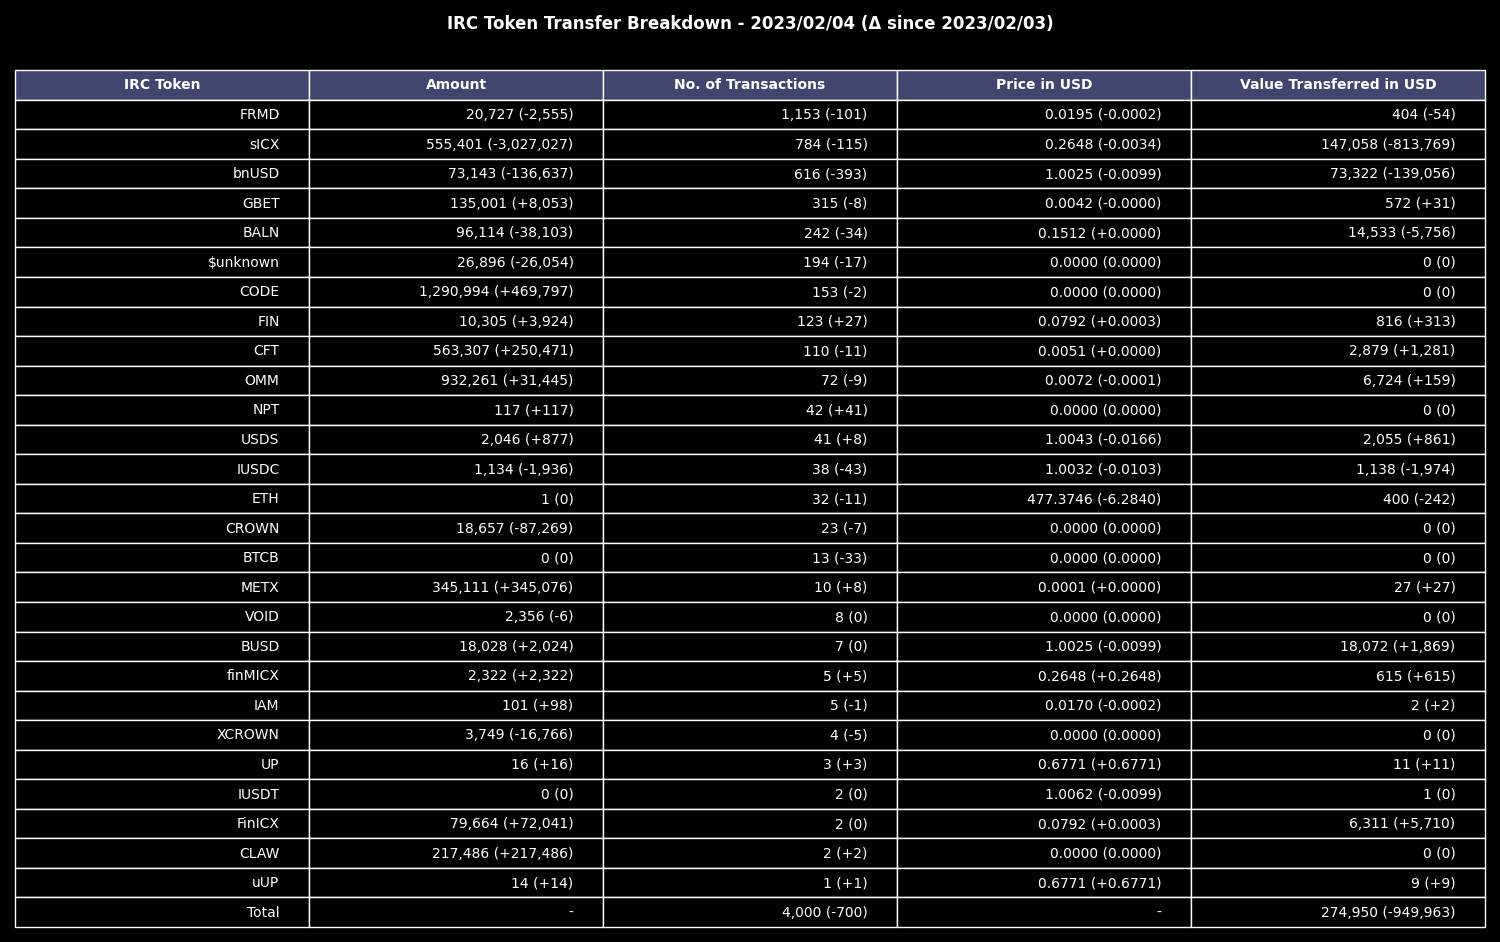 IRC Token Transfer Breakdown - 2023/02/04 (Δ since 2023/02/03)
IRC Token Amount No. of Transactions Price in USD Value Transferred in USD
FRMD 20,727 (-2,555) 1,153 (-101) 0.0195 (-0.0002) 404 (-54)
sICX 555,401 (-3,027,027) 784 (-115) 0.2648 (-0.0034) 147,058 (-813,769)
bnUSD 73,143 (-136,637) 616 (-393) 1.0025 (-0.0099) 73,322 (-139,056)
GBET 135,001 (+8,053) 315 (-8) 0.0042 (-0.0000) 572 (+31)
BALN 96,114 (-38,103) 242 (-34) 0.1512 (+0.0000) 14,533 (-5,756)
$unknown 26,896 (-26,054) 194 (-17) 0.0000 (0.0000) 0 (0)
CODE 1,290,994 (+469,797) 153 (-2) 0.0000 (0.0000) 0 (0)
FIN 10,305 (+3,924) 123 (+27) 0.0792 (+0.0003) 816 (+313)
CFT 563,307 (+250,471) 110 (-11) 0.0051 (+0.0000) 2,879 (+1,281)
OMM 932,261 (+31,445) 72 (-9) 0.0072 (-0.0001) 6,724 (+159)
NPT 117 (+117) 42 (+41) 0.0000 (0.0000) 0 (0)
USDS 2,046 (+877) 41 (+8) 1.0043 (-0.0166) 2,055 (+861)
IUSDC 1,134 (-1,936) 38 (-43) 1.0032 (-0.0103) 1,138 (-1,974)
ETH 1 (0) 32 (-11) 477.3746 (-6.2840) 400 (-242)
CROWN 18,657 (-87,269) 23 (-7) 0.0000 (0.0000) 0 (0)
BTCB 0 (0) 13 (-33) 0.0000 (0.0000) 0 (0)
METX 345,111 (+345,076) 10 (+8) 0.0001 (+0.0000) 27 (+27)
VOID 2,356 (-6) 8 (0) 0.0000 (0.0000) 0 (0)
BUSD 18,028 (+2,024) 7 (0) 1.0025 (-0.0099) 18,072 (+1,869)
finMICX 2,322 (+2,322) 5 (+5) 0.2648 (+0.2648) 615 (+615)
IAM 101 (+98) 5 (-1) 0.0170 (-0.0002) 2 (+2)
XCROWN 3,749 (-16,766) 4 (-5) 0.0000 (0.0000) 0 (0)
UP 16 (+16) 3 (+3) 0.6771 (+0.6771) 11 (+11)
IUSDT 0 (0) 2 (0) 1.0062 (-0.0099) 1 (0)
FinICX 79,664 (+72,041) 2 (0) 0.0792 (+0.0003) 6,311 (+5,710)
CLAW 217,486 (+217,486) 2 (+2) 0.0000 (0.0000) 0 (0)
uUP 14 (+14) 1 (+1) 0.6771 (+0.6771) 9 (+9)
Total - 4,000 (-700) - 274,950 (-949,963)